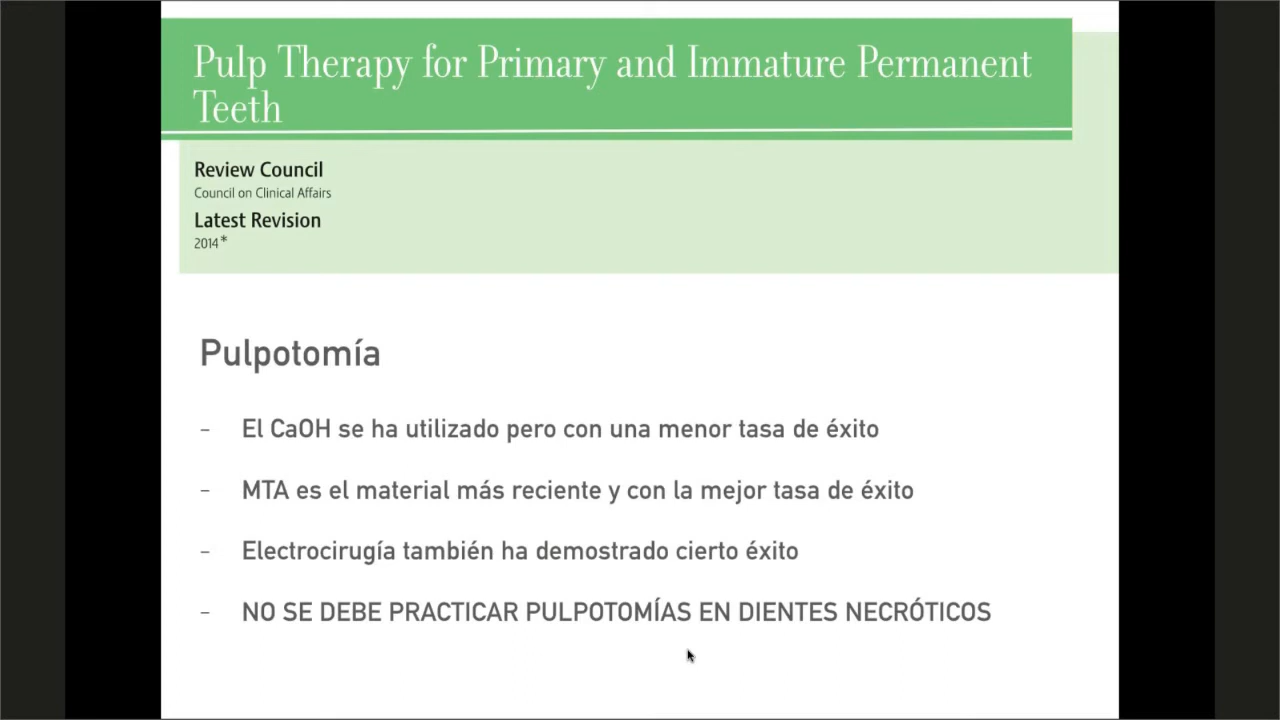 Pulp Therapy for Primary and Immature Permanent
Teeth
Review Council
Council on Clinical Affairs
Latest Revision
2014*
Pulpotomía
- El CaOH se ha utilizado pero con una menor tasa de éxito
- MTA es el material más reciente y con la mejor tasa de éxito
- Electrocirugía también ha demostrado cierto éxito
- NO SE DEBE PRACTICAR PULPOTOMÍAS EN DIENTES NECRÓTICOS